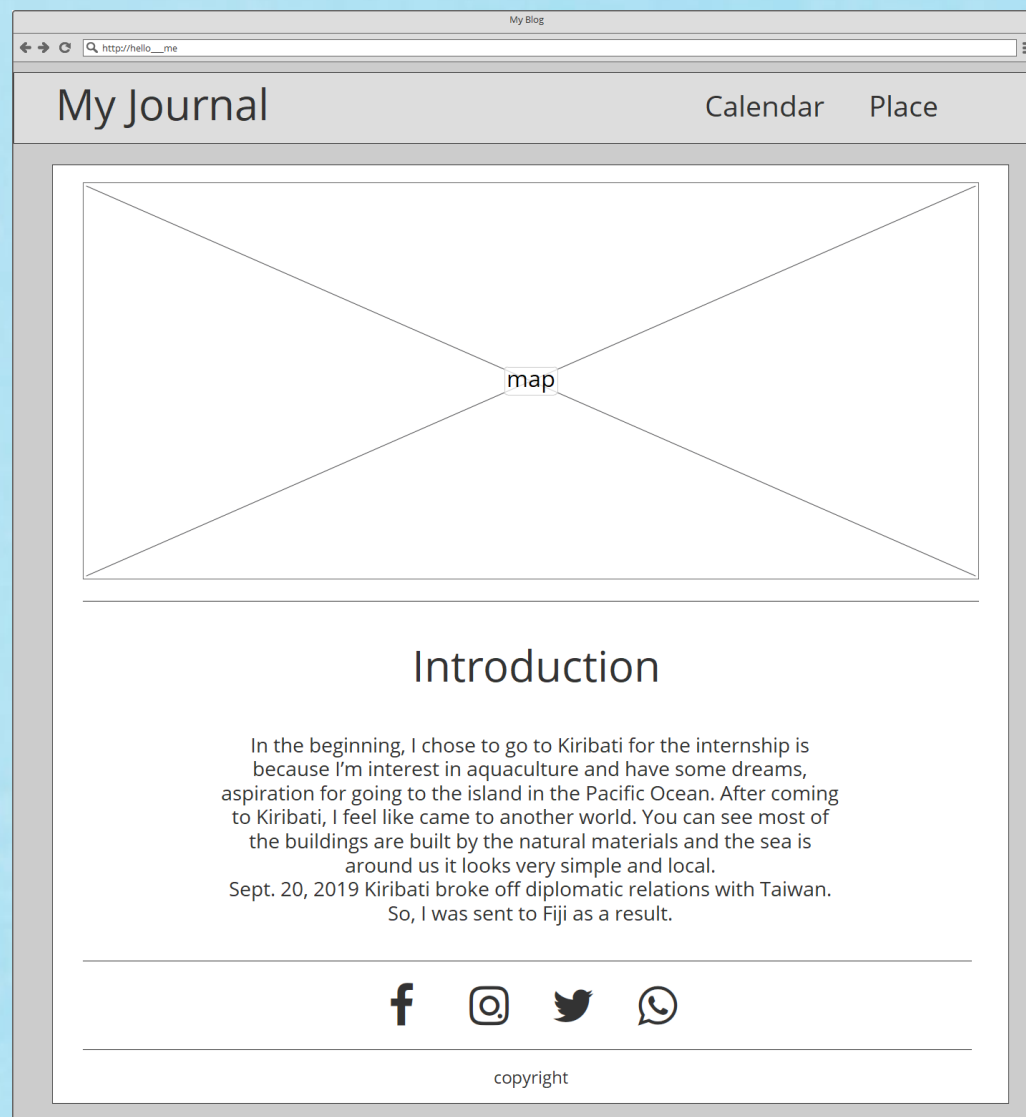 My Blog
http://hello___me
My Journal
Calendar
Place
map
Introduction
In the beginning, I chose to go to Kiribati for the internship is
because I’m interest in aquaculture and have some dreams,
aspiration for going to the island in the Pacific Ocean. After coming
to Kiribati, I feel like came to another world. You can see most of
the buildings are built by the natural materials and the sea is
around us it looks very simple and local.
Sept. 20, 2019 Kiribati broke off diplomatic relations with Taiwan.
So, I was sent to Fiji as a result.
copyright